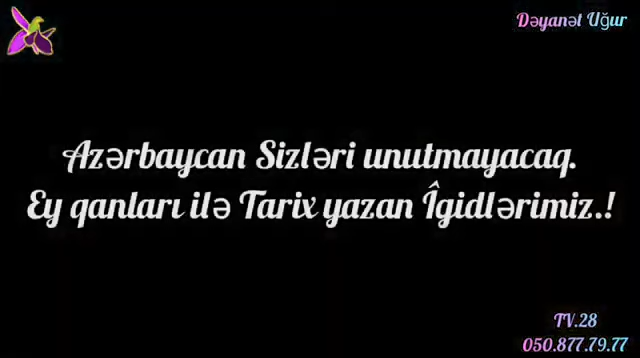 Dəyanət Uğur
Azərbaycan Sizləri unutmayacaq.
Ey qanları ilə Tarix yazan Îgidlərimiz.!
TV.28
050.877.79.77